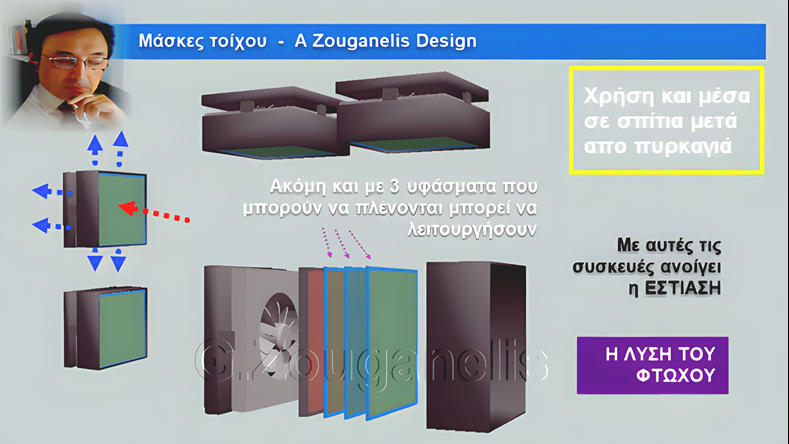 Μάσκες τοίχου - A Zouganelis Design
Χρήση και μέσα
σε σπίτια μετά
απο πυρκαγιά
Ακόμη και με 3 υφάσματα που
μπορούν να πλένονται μπορεί να
λειτουργήσουν
Με αυτές τις
συσκευές ανοίγει
η ΕΣΤΙΑΣΗ
©.Zouganelis
Η ΛΥΣΗ ΤΟΥ
ΦΤΩΧΟΥ